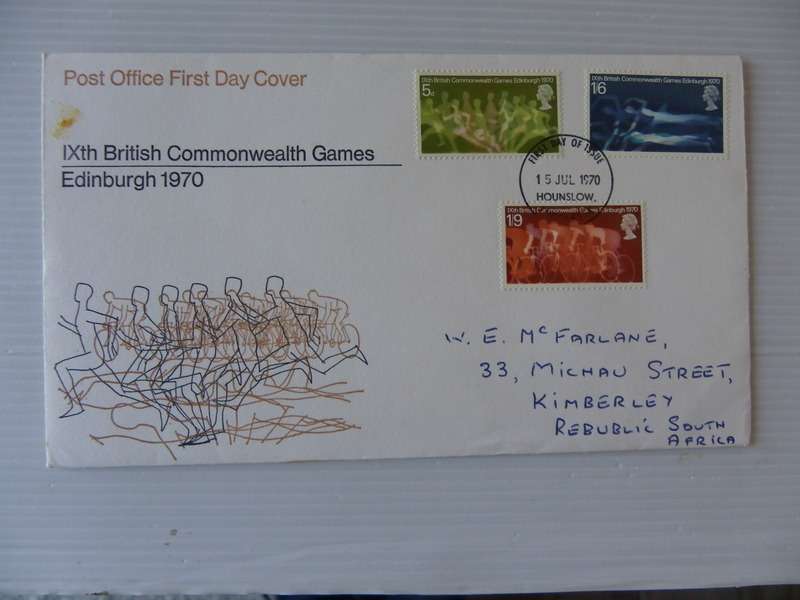 Post Office First Day Cover
IXth British Commonwealth Games
Edinburgh 1970
IXth British Commonwealth Games Edinburgh 1970
5d
IXth British Commonwealth Games Edinburgh 1970
1/6
FIRST DAY OF ISSUE
15 JUL 1970
HOUNSLOW.
IXth British Commonwealth Games Edinburgh 1970
1/9
W. E. McFARLANE,
33, MICHAU STREET,
KIMBERLEY
REBUBLIC SOUTH
AFRICA